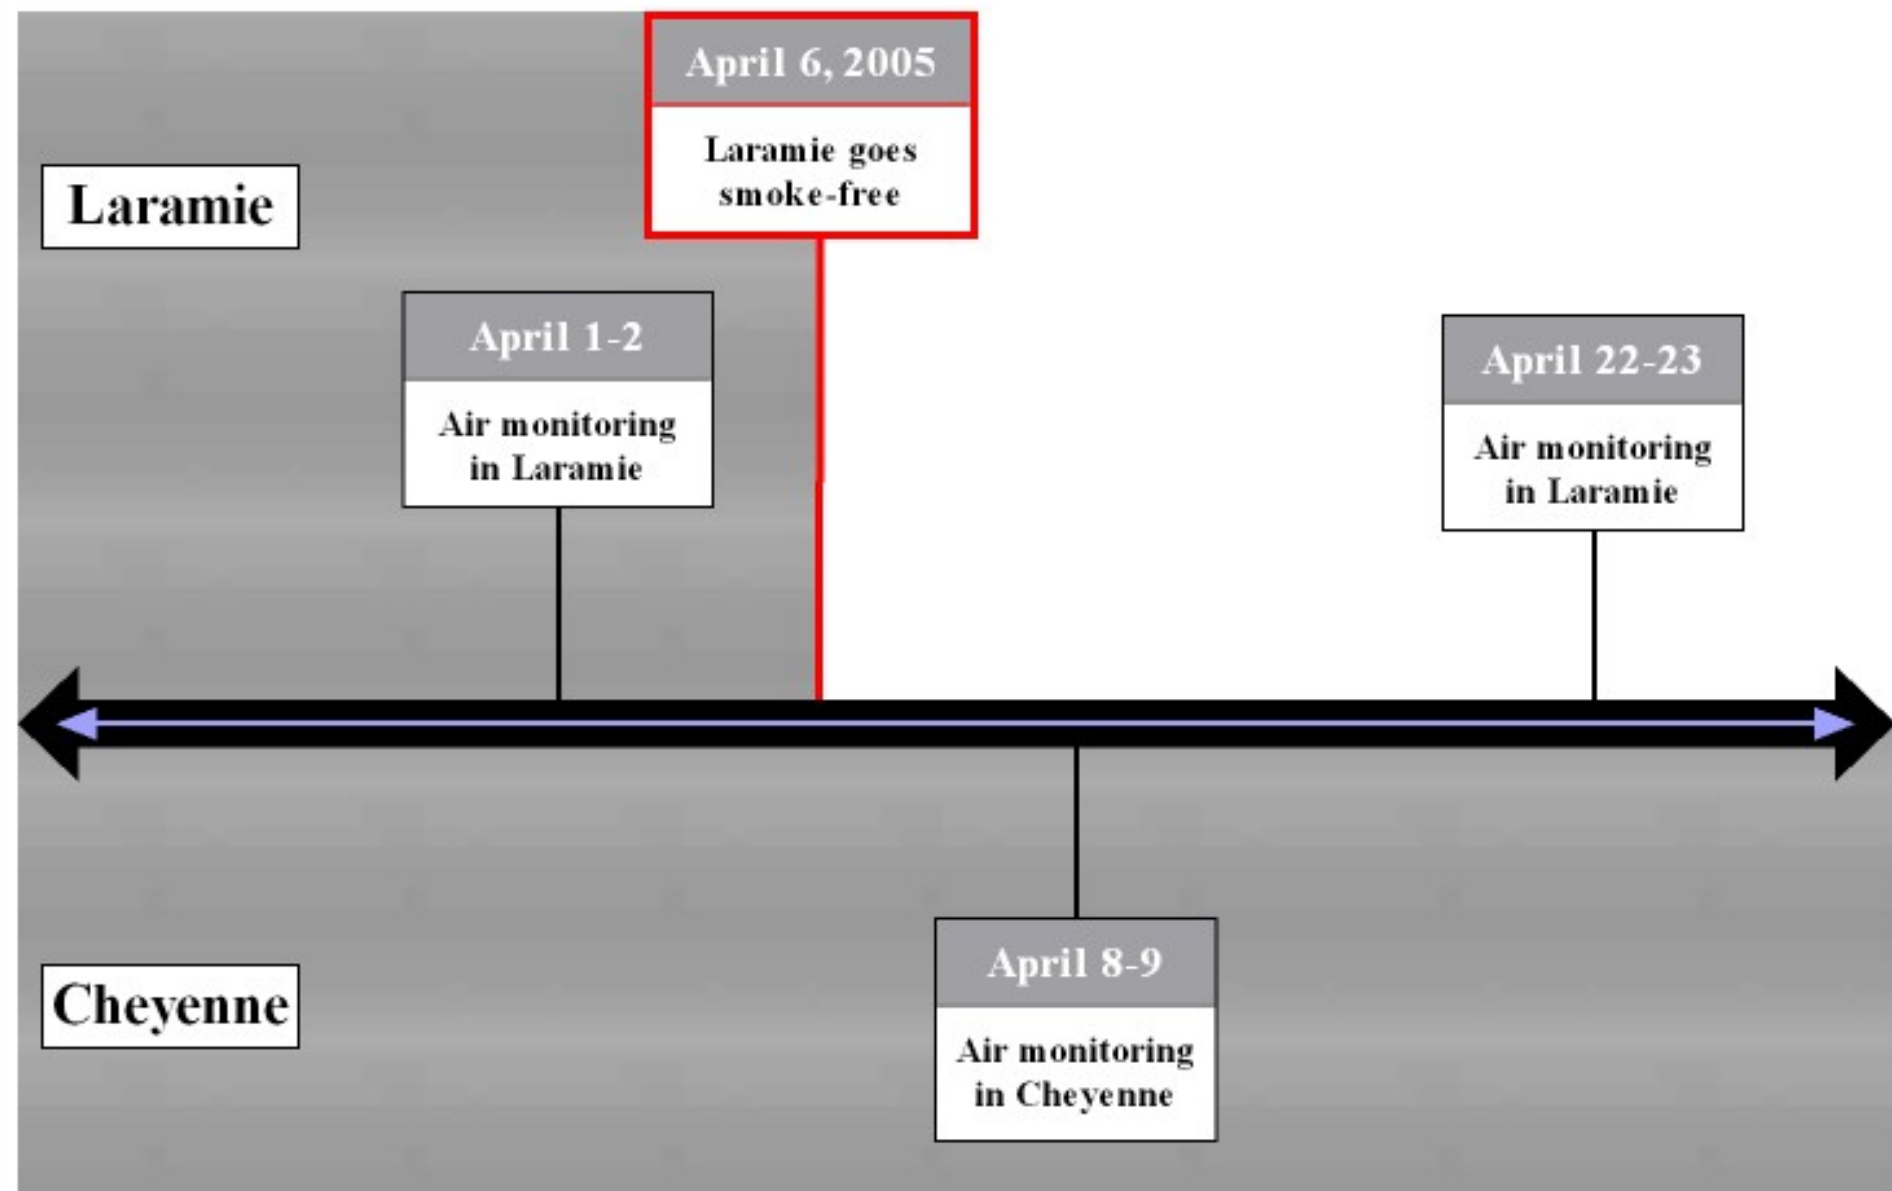 April 6, 2005
Laramie goes
smoke-free
Laramie
April 1-2
Air monitoring
in Laramie
April 22-23
Air monitoring
in Laramie
April 8-9
Air monitoring
in Cheyenne
Cheyenne